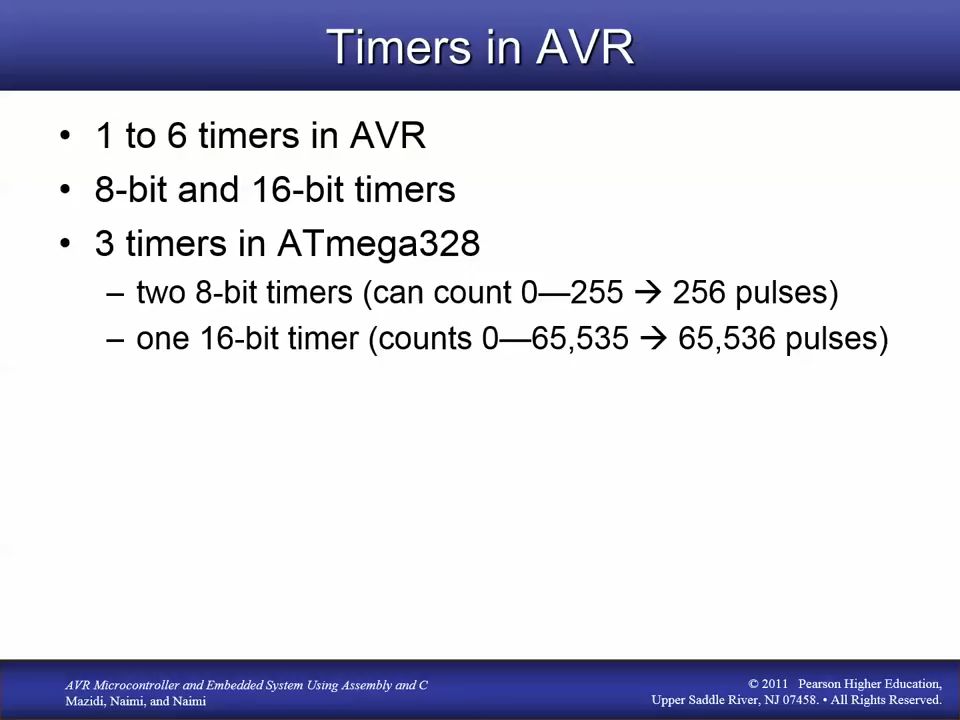 Timers in AVR
• 1 to 6 timers in AVR
• 8-bit and 16-bit timers
• 3 timers in ATmega328
– two 8-bit timers (can count 0—255 → 256 pulses)
– one 16-bit timer (counts 0—65,535 → 65,536 pulses)
AVR Microcontroller and Embedded System Using Assembly and C
Mazidi, Naimi, and Naimi
© 2011 Pearson Higher Education,
Upper Saddle River, NJ 07458. • All Rights Reserved.